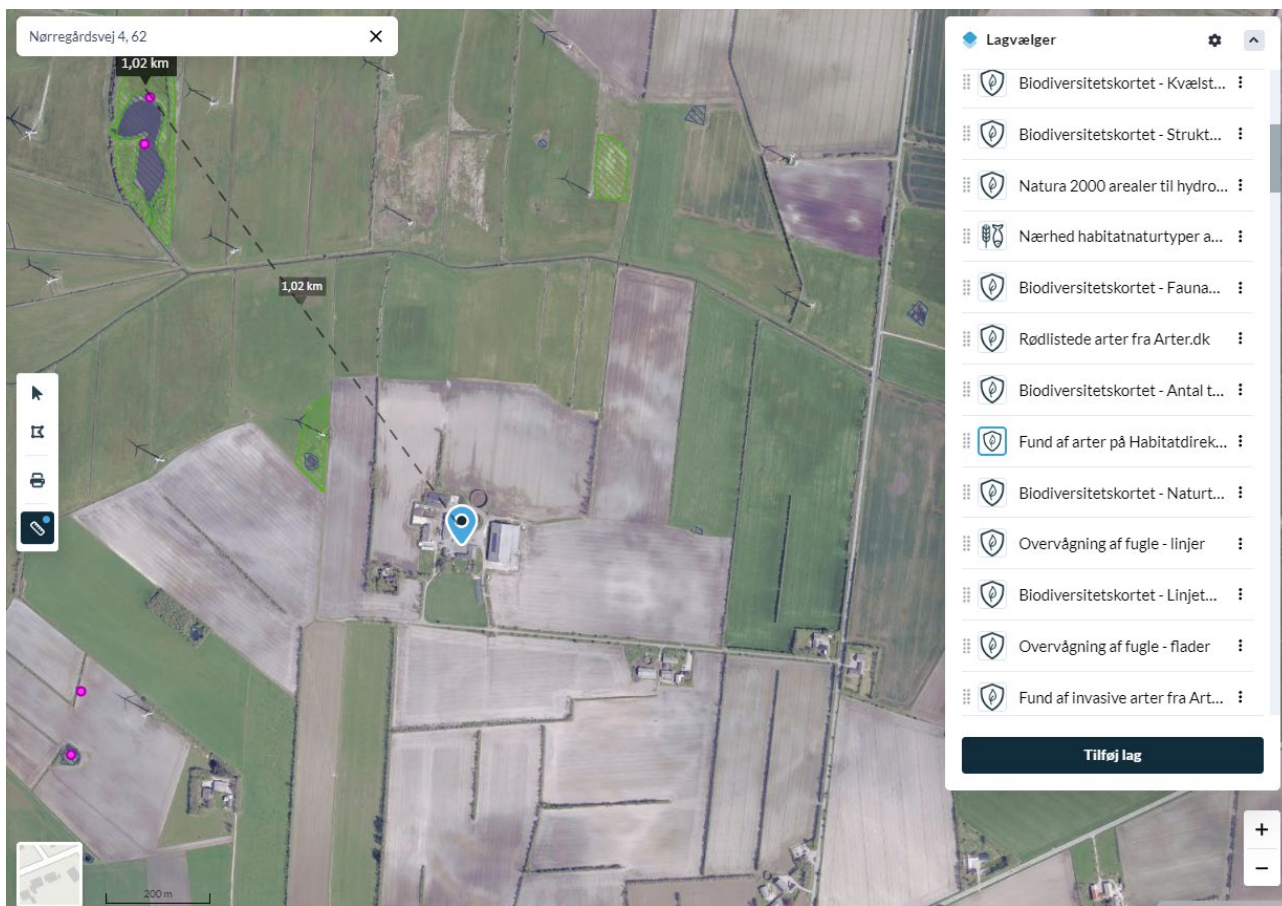 Nørregårdsvej 4, 62
1,02 km
1,02 km
200 m
Lagvælger
Biodiversitetskortet - Kvælst...
Biodiversitetskortet - Strukt...
Natura 2000 arealer til hydro...
Nærhed habitatnaturtyper a...
Biodiversitetskortet - Fauna...
Rødlistede arter fra Arter.dk
Biodiversitetskortet - Antal t...
Fund af arter på Habitatdirek...
Biodiversitetskortet - Naturt...
Overvågning af fugle - linjer
Biodiversitetskortet - Linjet...
Overvågning af fugle - flader
Fund af invasive arter fra Art...
Tilføj lag